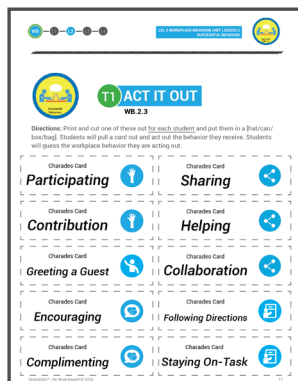 WB
LVL 2 WORKPLACE BEHAVIOR UNIT LESSON 3
SUCCESSFUL BEHAVIOR
Successful
Behavior
T1 ACT IT OUT
WB.2.3
Directions: Print and cut one of these out for each student and put them in a [hat/can/
box/bag]. Students will pull a card out and act out the behavior they receive. Students
will guess the workplace behavior they are acting out.
Charades Card
Participating
Charades Card
Sharing
Charades Card
Contribution
Charades Card
Helping
Charades Card
Greeting a Guest
Charades Card
Collaboration
Charades Card
Encouraging
Charades Card
Following Directions
Charades Card
Complimenting
Charades Card
Staying On-Task